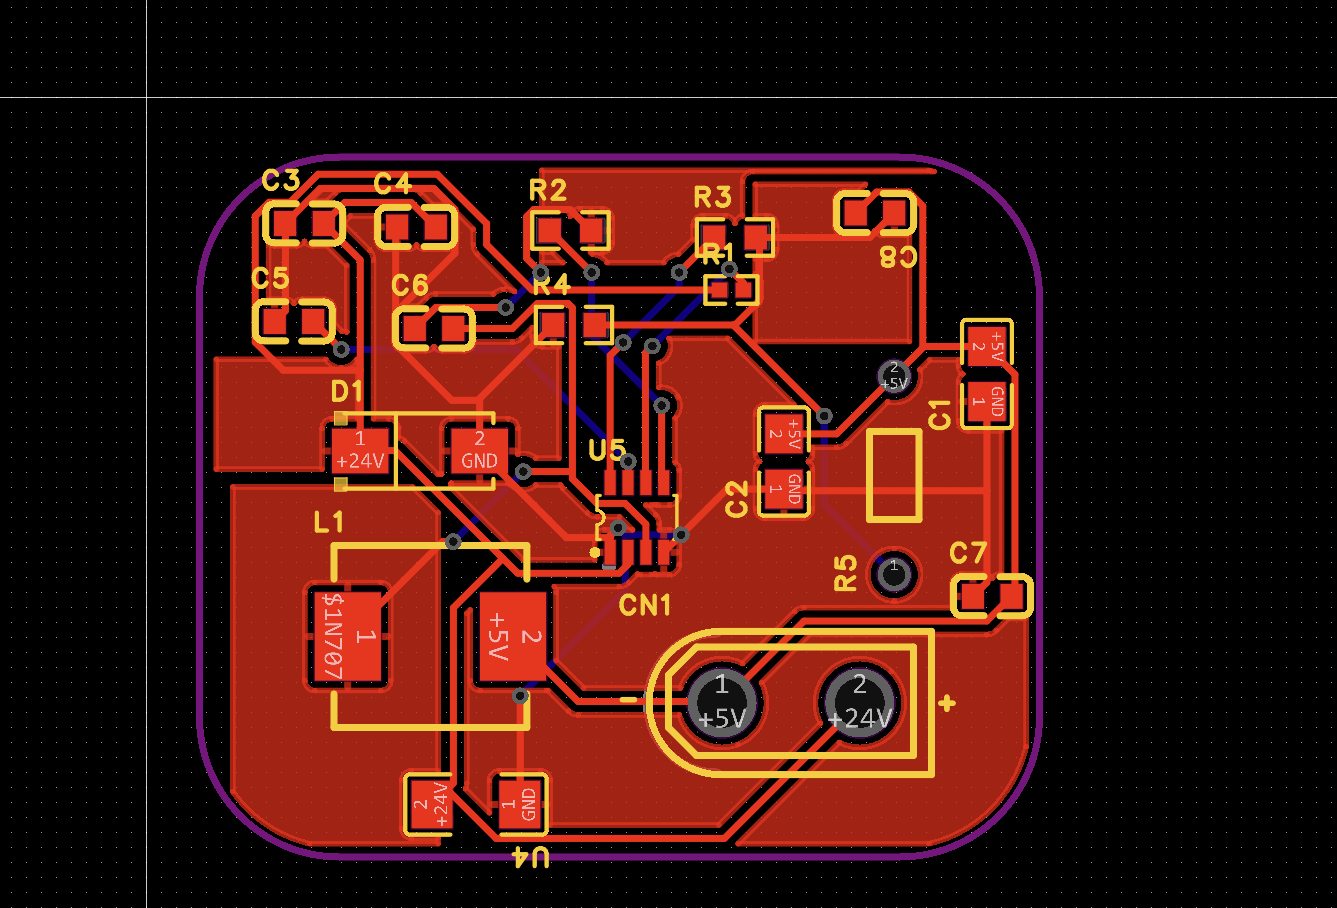 C3
C4
R2
R3
C8
R1
C5
C6
R4
+5V
2
2
+5V
GND
1
C1
D1
1
+24V
2
GND
U5
+5V
2
GND
1
C2
L1
C7
1
R5
CN1
$1N707
1
2
+5V
-
1
+5V
2
+24V
+
2
+24V
1
GND
U4